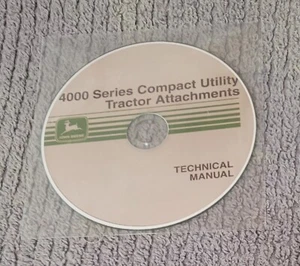 4000 Series Compact Utility
Tractor Attachments
TECHNICAL
MANUAL